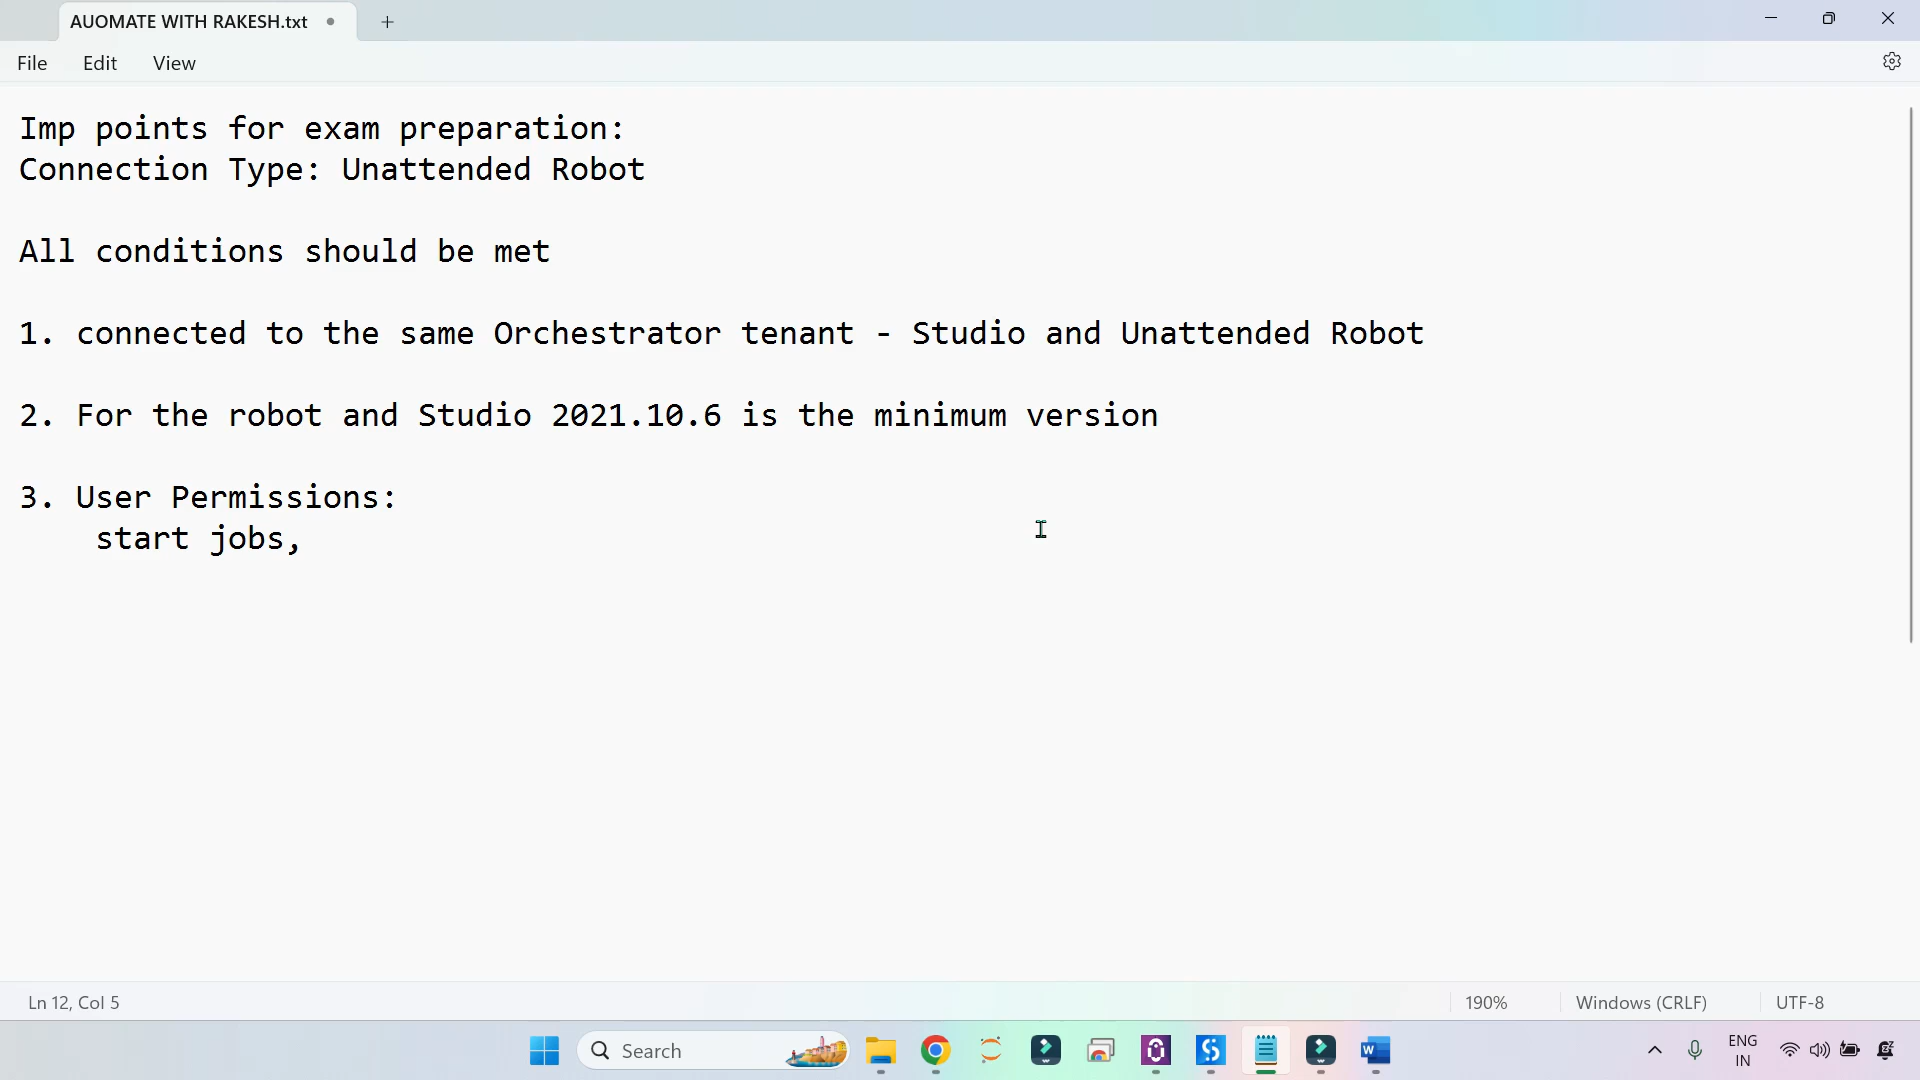 AUOMATE WITH RAKESH.txt
File Edit View
Imp points for exam preparation:
Connection Type: Unattended Robot
All conditions should be met
1. connected to the same Orchestrator tenant - Studio and Unattended Robot
2. For the robot and Studio 2021.10.6 is the minimum version
3. User Permissions:
start jobs,
Ln 12, Col 5
190%
Windows (CRLF)
UTF-8
Search
ENG
IN